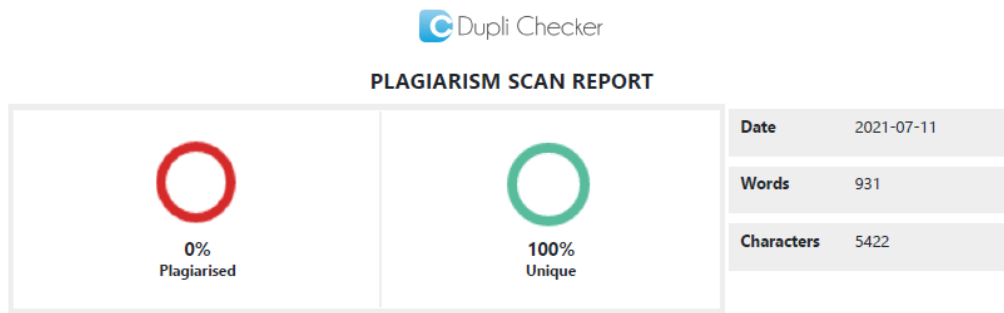 Dupli Checker
PLAGIARISM SCAN REPORT
0%
Plagiarised
100%
Unique
Date 2021-07-11
Words 931
Characters 5422